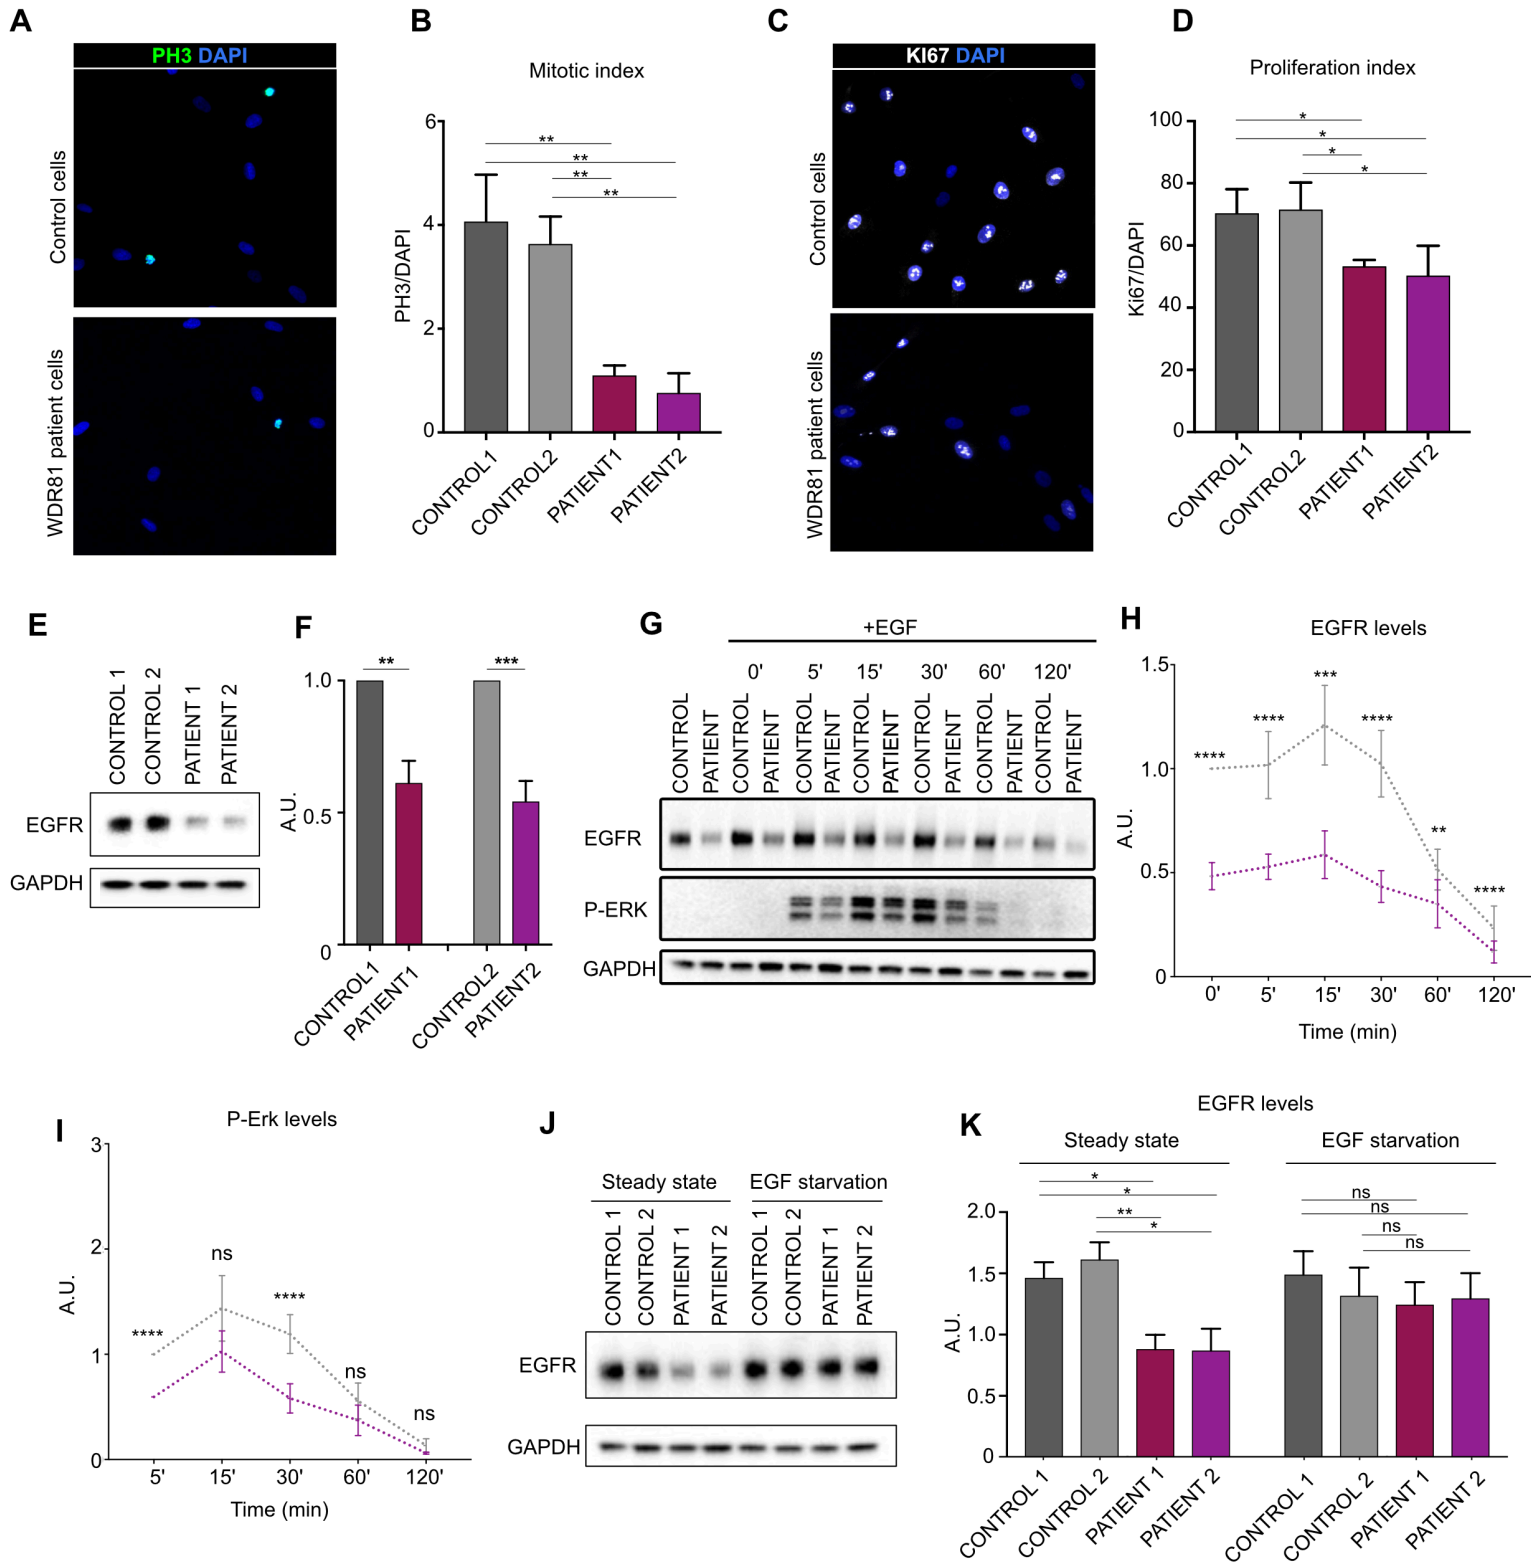 A
PH3 DAPI
Control cells
WDR81 patient cells
B
Mitotic index
PH3/DAPI
6
4
2
0
**
**
**
**
CONTROL1
CONTROL2
PATIENT1
PATIENT2
C
KI67 DAPI
Control cells
WDR81 patient cells
D
Proliferation index
Ki67/DAPI
100
80
60
40
20
0
*
*
*
*
CONTROL1
CONTROL2
PATIENT1
PATIENT2
E
CONTROL 1
CONTROL 2
PATIENT 1
PATIENT 2
EGFR
GAPDH
F
A.U.
1.0
0.5
0
**
***
CONTROL1
PATIENT1
CONTROL2
PATIENT2
G
+EGF
0' 5' 15' 30' 60' 120'
CONTROL
PATIENT
CONTROL
PATIENT
CONTROL
PATIENT
CONTROL
PATIENT
CONTROL
PATIENT
CONTROL
PATIENT
CONTROL
PATIENT
EGFR
P-ERK
GAPDH
H
EGFR levels
A.U.
1.5
1.0
0.5
0
****
****
***
****
**
****
0' 5' 15' 30' 60' 120'
Time (min)
I
P-Erk levels
A.U.
3
2
1
0
****
ns
****
ns
ns
5' 15' 30' 60' 120'
Time (min)
J
Steady state EGF starvation
CONTROL 1
CONTROL 2
PATIENT 1
PATIENT 2
CONTROL 1
CONTROL 2
PATIENT 1
PATIENT 2
EGFR
GAPDH
K
EGFR levels
Steady state EGF starvation
A.U.
2.0
1.5
1.0
0.5
0
*
*
**
*
ns
ns
ns
ns
CONTROL 1
CONTROL 2
PATIENT 1
PATIENT 2
CONTROL 1
CONTROL 2
PATIENT 1
PATIENT 2